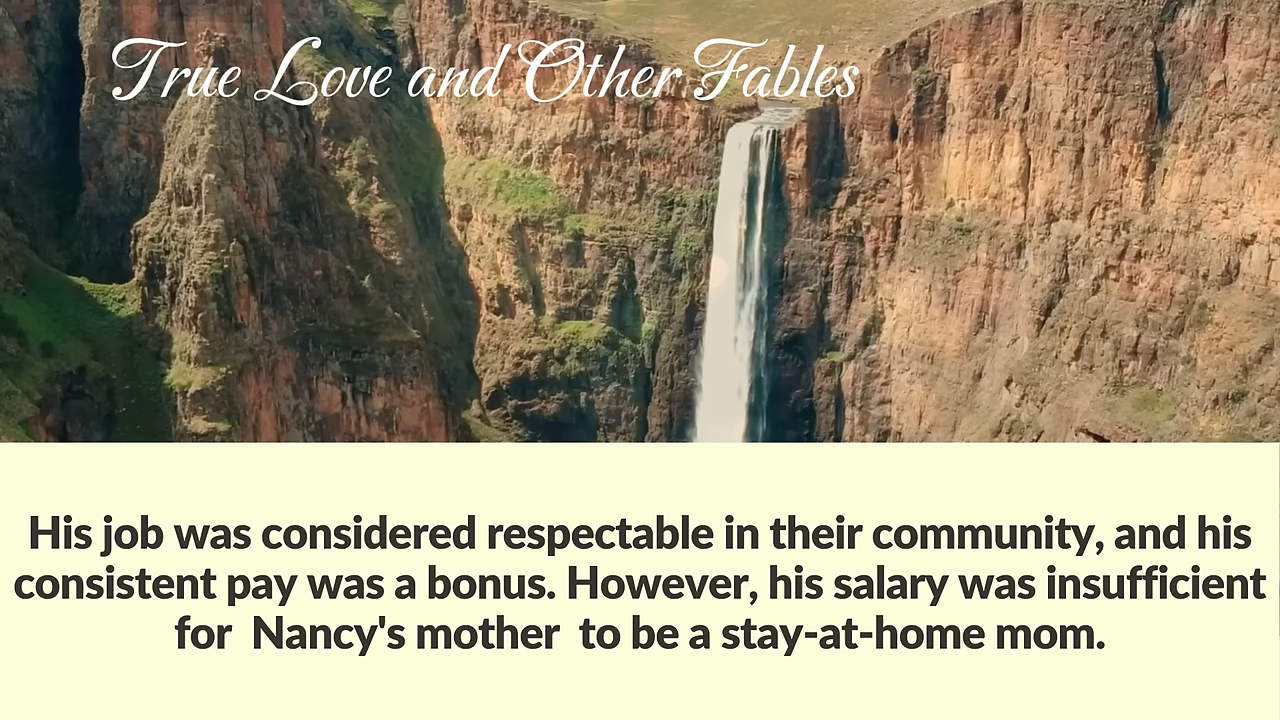 True Love and Other Fables
His job was considered respectable in their community, and his
consistent pay was a bonus. However, his salary was insufficient
for  Nancy's mother  to be a stay-at-home mom.